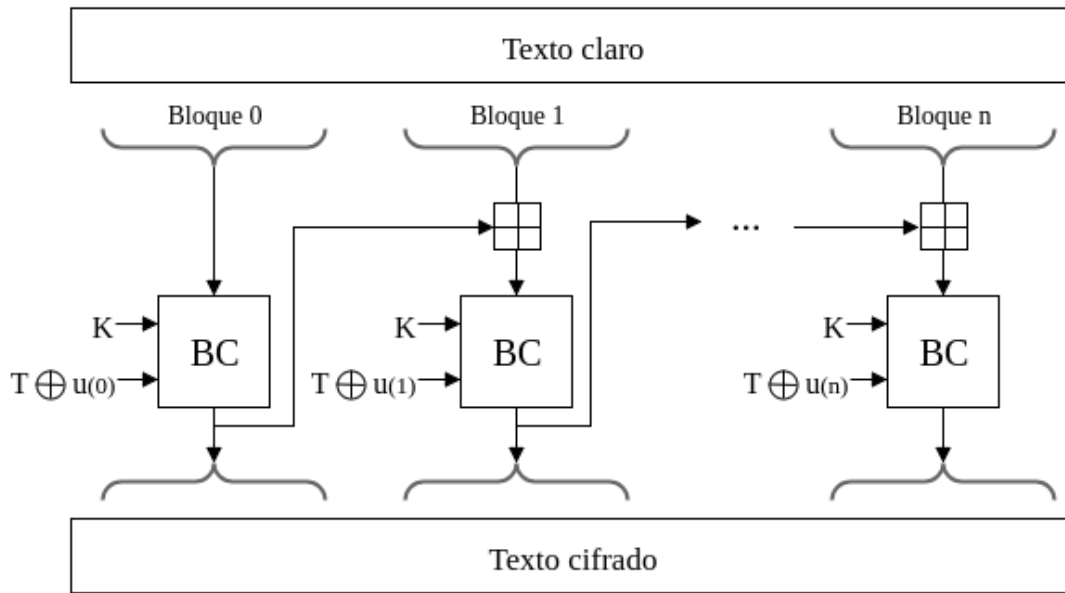 Texto claro
Bloque 0 Bloque 1 Bloque n
...
K BC K BC K BC
T ⊕ u(0) T ⊕ u(1) T ⊕ u(n)
Texto cifrado